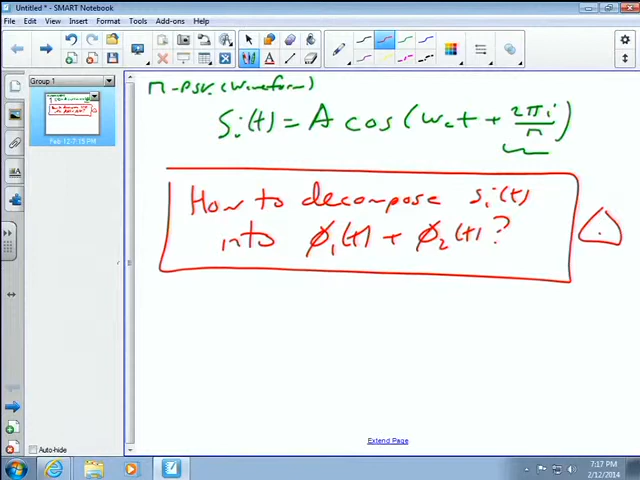 Untitled * - SMART Notebook
File Edit View Insert Format Tools Add-ons Help
Group 1
Feb 12-7:15 PM
n-PSK (Waveform)
Si(t) = A cos(ωct + 2πi/n)
How to decompose si(t)
into ϕ1(t) + ϕ2(t)?
Extend Page
Auto-hide
7:17 PM
2/12/2014